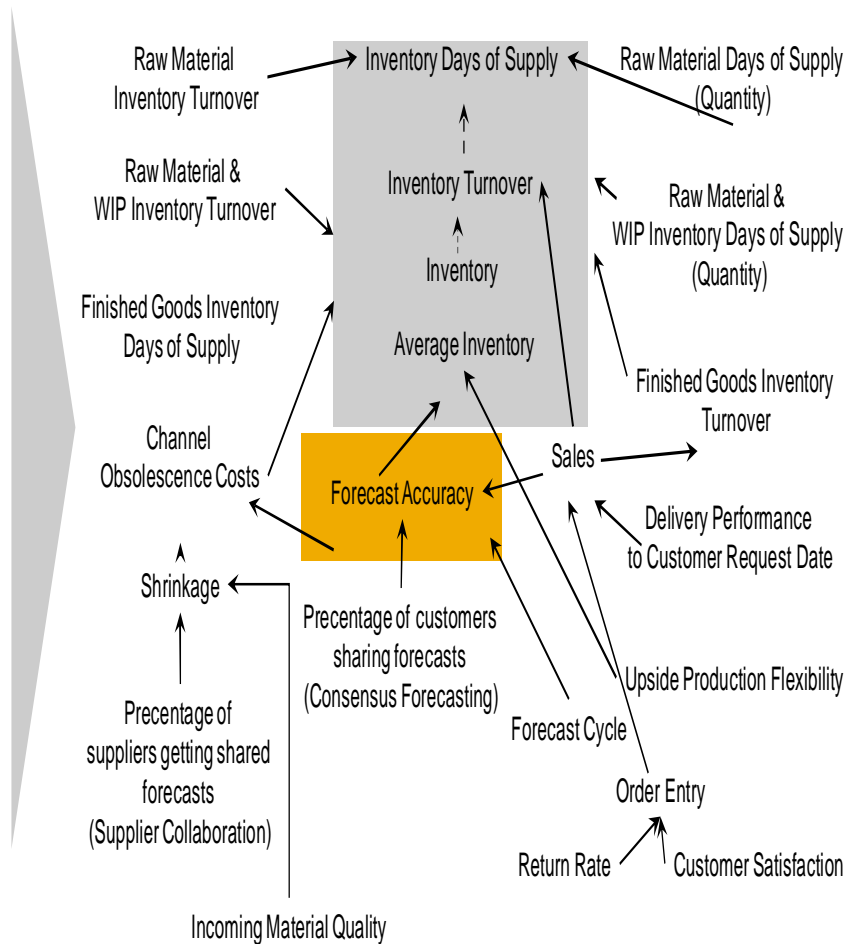 Raw Material
Inventory Turnover
Inventory Days of Supply
Raw Material Days of Supply
(Quantity)
Raw Material &
WIP Inventory Turnover
Inventory Turnover
Raw Material &
WIP Inventory Days of Supply
(Quantity)
Inventory
Finished Goods Inventory
Days of Supply
Average Inventory
Finished Goods Inventory
Turnover
Channel
Obsolescence Costs
Forecast Accuracy
Sales
Delivery Performance
to Customer Request Date
Shrinkage
Precentage of customers
sharing forecasts
(Consensus Forecasting)
Upside Production Flexibility
Precentage of
suppliers getting shared
forecasts
(Supplier Collaboration)
Forecast Cycle
Order Entry
Return Rate
Customer Satisfaction
Incoming Material Quality